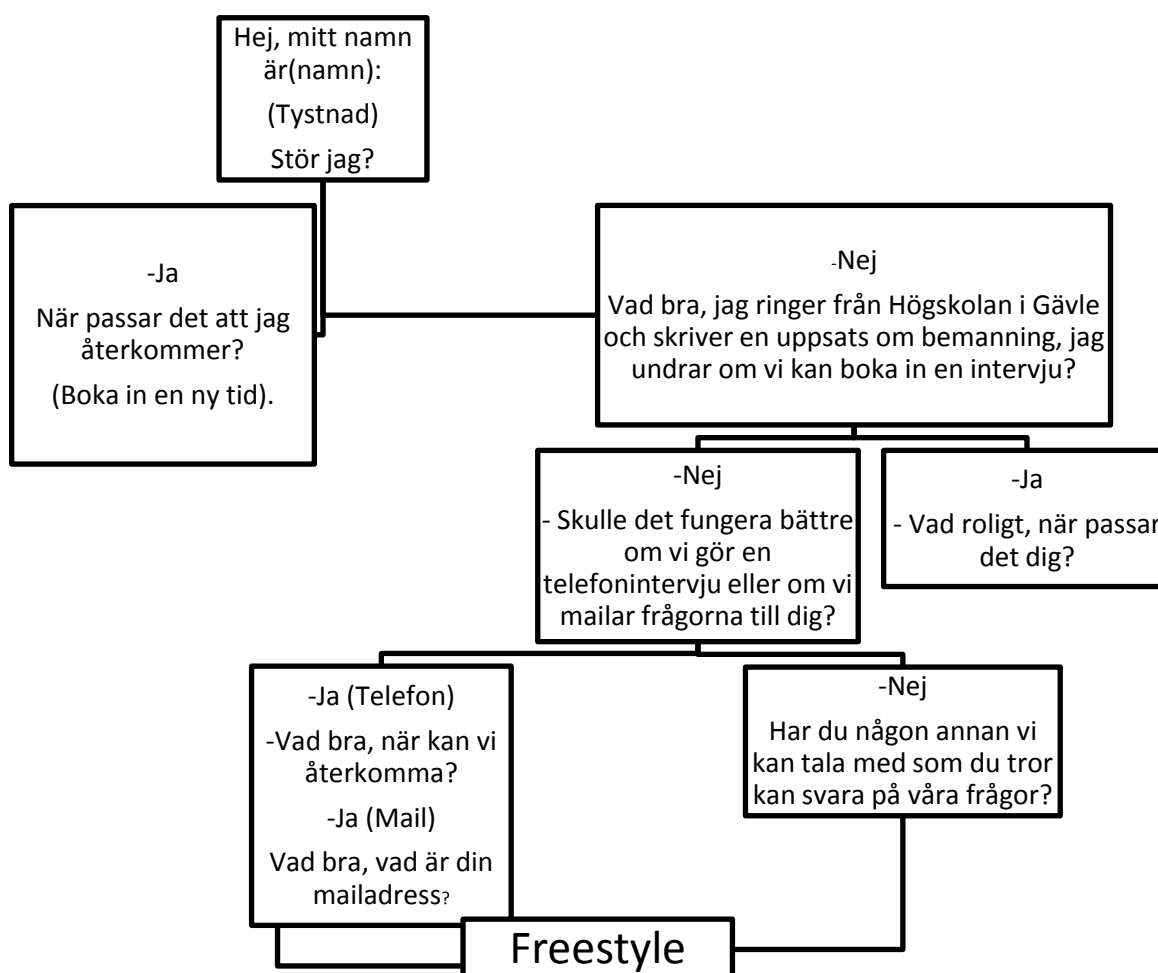 Hej, mitt namn
är(namn):
(Tystnad)
Stör jag?
-Ja
När passar det att jag
återkommer?
(Boka in en ny tid).
-Nej
Vad bra, jag ringer från Högskolan i Gävle
och skriver en uppsats om bemanning, jag
undrar om vi kan boka in en intervju?
-Nej
- Skulle det fungera bättre
om vi gör en
telefonintervju eller om vi
mailar frågorna till dig?
-Ja
- Vad roligt, när passar
det dig?
-Ja (Telefon)
-Vad bra, när kan vi
återkomma?
-Ja (Mail)
Vad bra, vad är din
mailadress?
-Nej
Har du någon annan vi
kan tala med som du tror
kan svara på våra frågor?
Freestyle